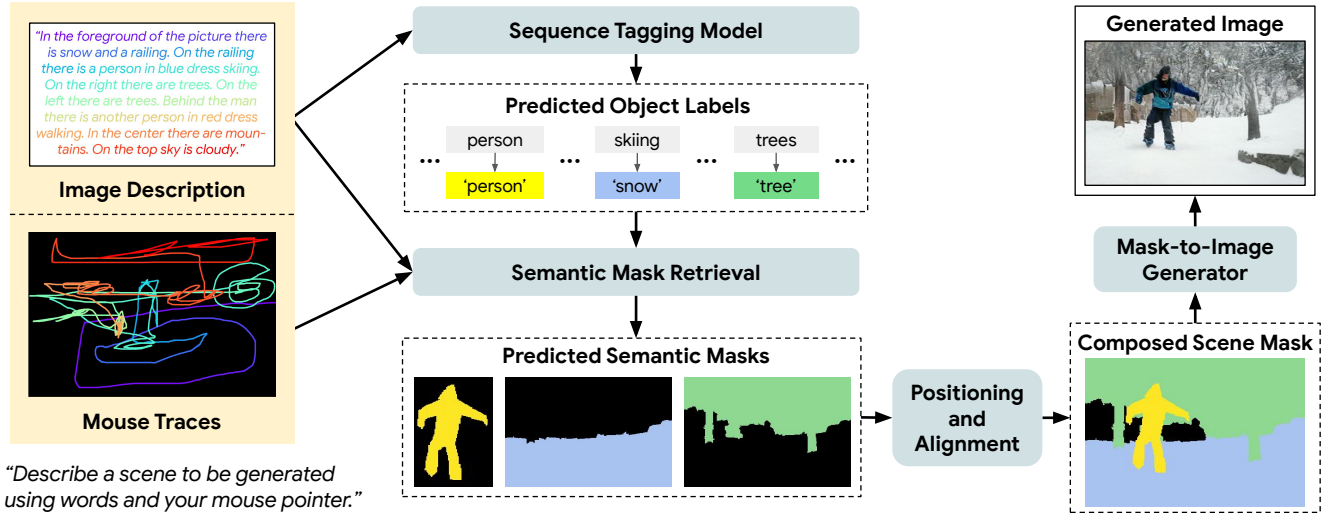 “In the foreground of the picture there
is snow and a railing. On the railing
there is a person in blue dress skiing.
On the right there are trees. On the
left there are trees. Behind the man
there is another person in red dress
walking. In the center there are moun-
tains. On the top sky is cloudy.”
Image Description
Mouse Traces
“Describe a scene to be generated
using words and your mouse pointer.”
Sequence Tagging Model
Predicted Object Labels
person skiing trees
... ... ... ...
‘person’ ‘snow’ ‘tree’
Semantic Mask Retrieval
Predicted Semantic Masks
Positioning
and
Alignment
Composed Scene Mask
Mask-to-Image
Generator
Generated Image